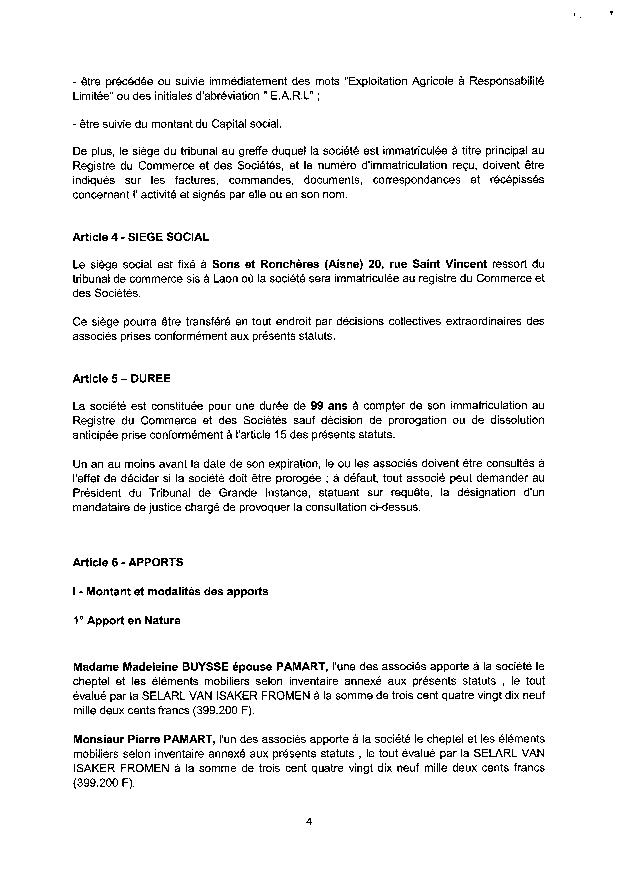 - être précédée ou suivie immédiatement des mots "Exploitation Agricole à Responsabilité
Limitée" ou des initiales d'abréviation " E.A.R.L" ;
- être suivie du montant du Capital social.
De plus, le siège du tribunal au greffe duquel la société est immatriculée à titre principal au
Registre du Commerce et des Sociétés, et le numéro d'immatriculation reçu, doivent être
indiqués sur les factures, commandes, documents, correspondances et récépissés
concernant l' activité et signés par elle ou en son nom.
Article 4 - SIEGE SOCIAL
Le siège social est fixé à Sons et Ronchères (Aisne) 20, rue Saint Vincent ressort du
tribunal de commerce sis à Laon où la société sera immatriculée au registre du Commerce et
des Sociétés.
Ce siège pourra être transféré en tout endroit par décisions collectives extraordinaires des
associés prises conformément aux présents statuts.
Article 5 – DUREE
La société est constituée pour une durée de 99 ans à compter de son immatriculation au
Registre du Commerce et des Sociétés sauf décision de prorogation ou de dissolution
anticipée prise conformément à l'article 15 des présents statuts.
Un an au moins avant la date de son expiration, le ou les associés doivent être consultés à
l'effet de décider si la société doit être prorogée ; à défaut, tout associé peut demander au
Président du Tribunal de Grande Instance, statuant sur requête, la désignation d'un
mandataire de justice chargé de provoquer la consultation ci-dessus.
Article 6 - APPORTS
I - Montant et modalités des apports
1° Apport en Nature
Madame Madeleine BUYSSE épouse PAMART, l'une des associés apporte à la société le
cheptel et les éléments mobiliers selon inventaire annexé aux présents statuts , le tout
évalué par la SELARL VAN ISAKER FROMEN à la somme de trois cent quatre vingt dix neuf
mille deux cents francs (399.200 F).
Monsieur Pierre PAMART, l'un des associés apporte à la société le cheptel et les éléments
mobiliers selon inventaire annexé aux présents statuts , le tout évalué par la SELARL VAN
ISAKER FROMEN à la somme de trois cent quatre vingt dix neuf mille deux cents francs
(399.200 F).
4